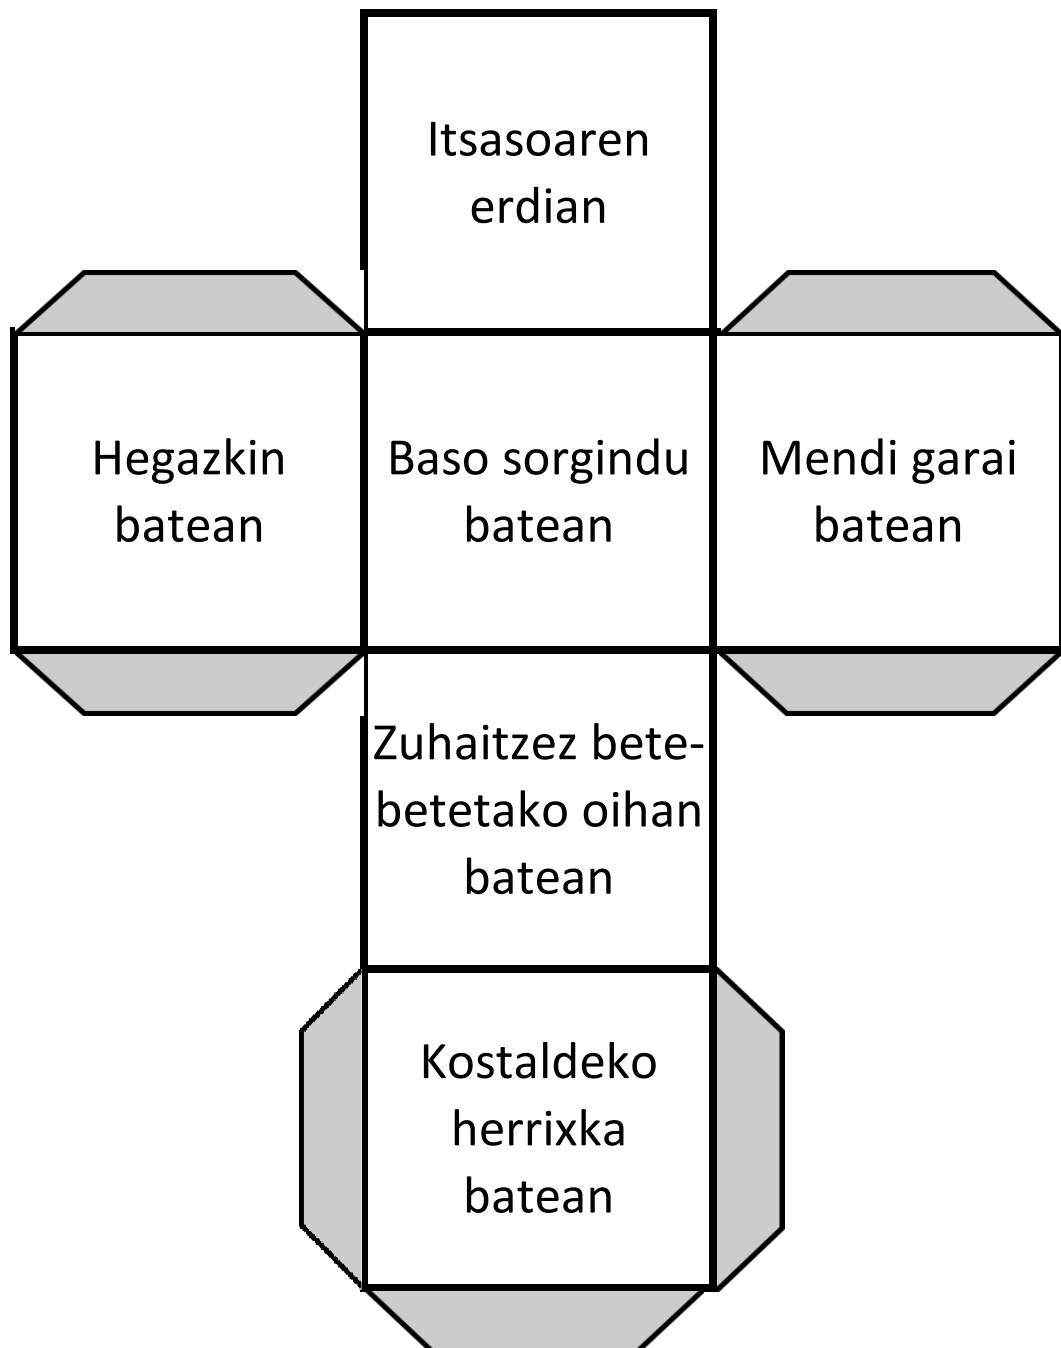 Itsasoaren
erdian
Hegazkin
batean
Baso sorgindu
batean
Mendi garai
batean
Zuhaitzez bete-
betetako oihan
batean
Kostaldeko
herrixka
batean